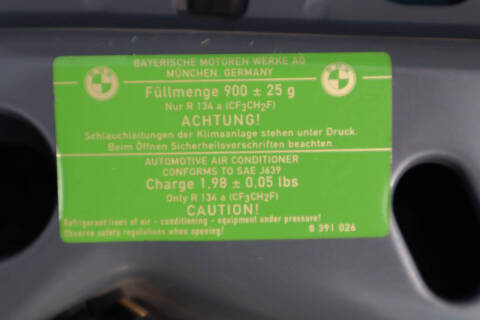 BAYERISCHE MOTOREN WERKE AG
MÜNCHEN, GERMANY
Füllmenge 900 ± 25 g
Nur R 134 a (CF3CH2F)
ACHTUNG!
Schlauchleitungen der Klimaanlage stehen unter Druck.
Beim Öffnen Sicherheitsvorschriften beachten.
AUTOMOTIVE AIR CONDITIONER
CONFORMS TO SAE J639
Charge 1.98 ± 0.05 lbs
Only R 134 a (CF3CH2F)
CAUTION!
Refrigerant lines of air - conditioning - equipment under pressure!
Observe safety regulations when opening!
8 391 026